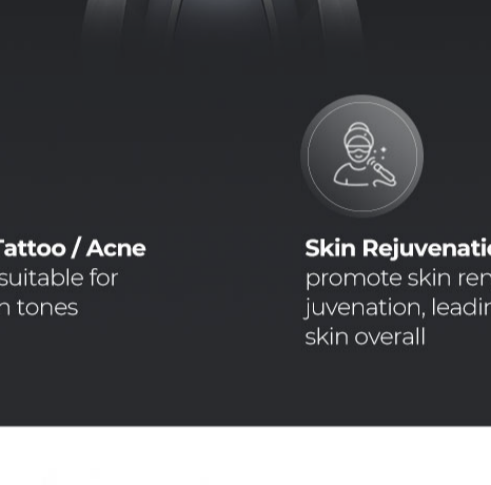 Tattoo / Acne
suitable for
n tones
Skin Rejuvenati
promote skin ren
juvenation, leadin
skin overall